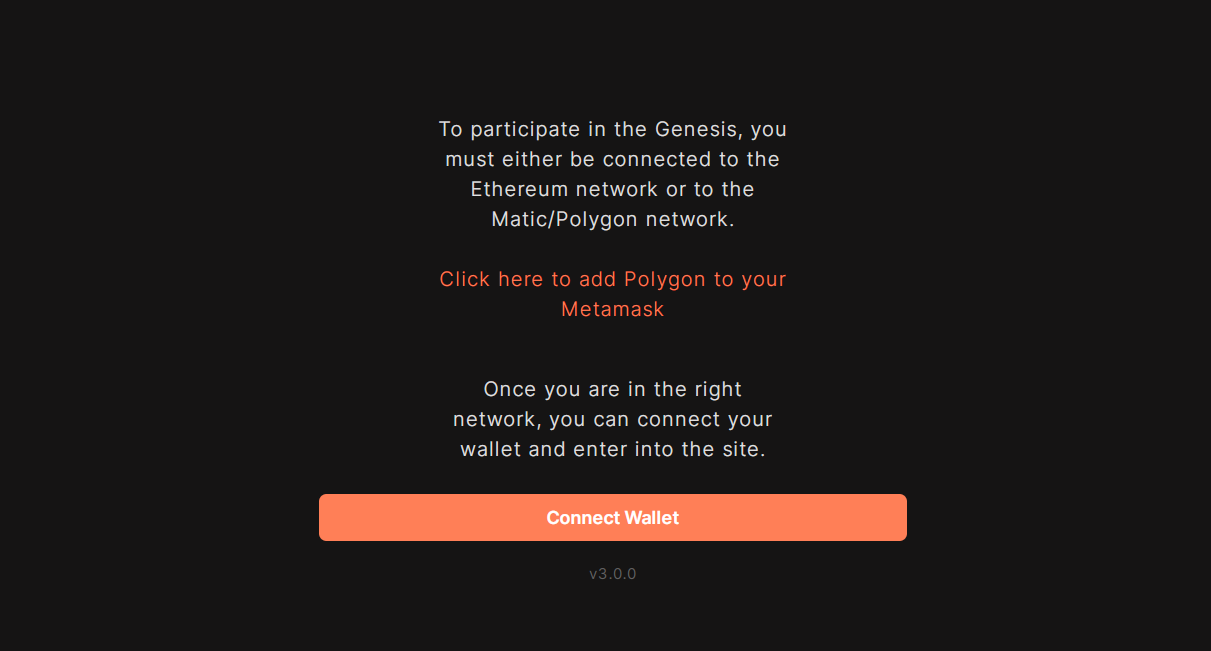 To participate in the Genesis, you
must either be connected to the
Ethereum network or to the
Matic/Polygon network.
Click here to add Polygon to your
Metamask
Once you are in the right
network, you can connect your
wallet and enter into the site.
Connect Wallet
v3.0.0